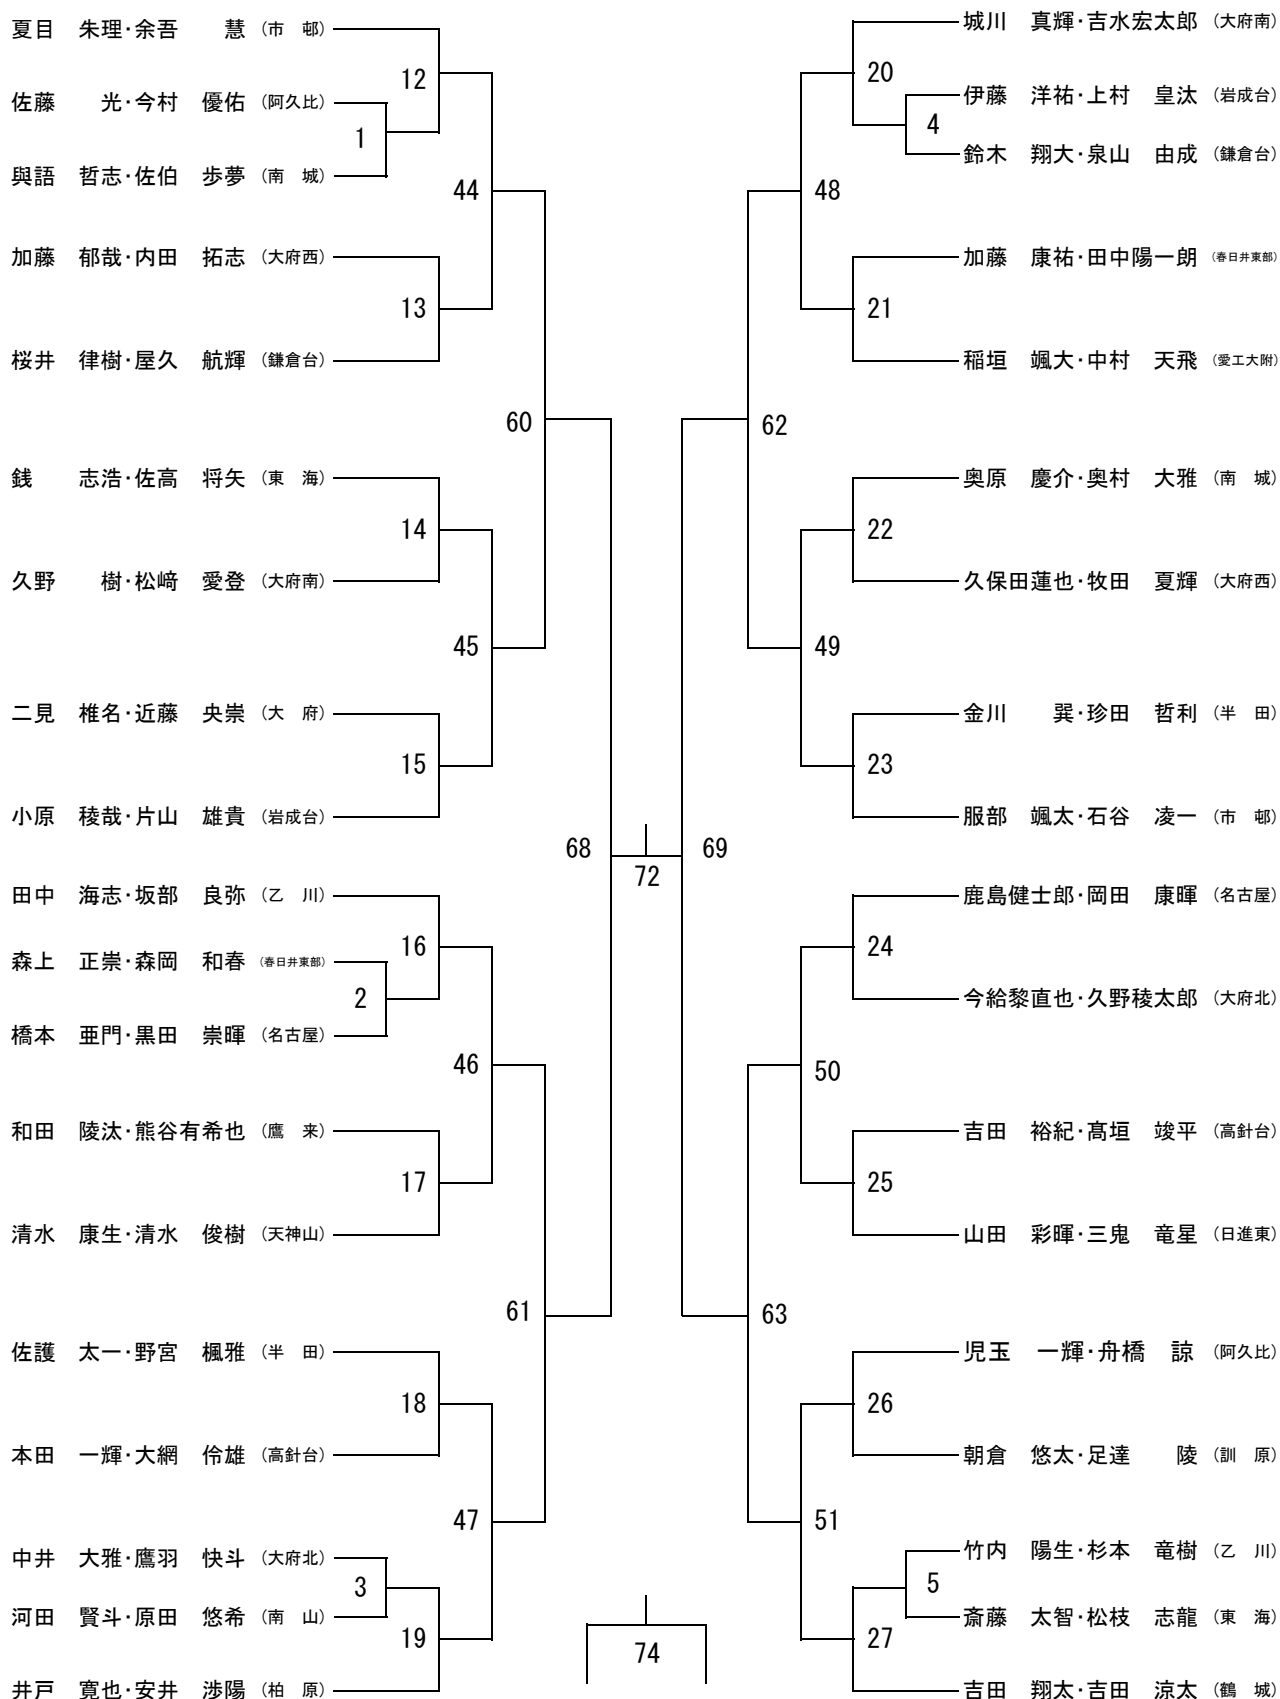 夏目　朱理・余吾　　慧 （市　邨）
12
佐藤　　光・今村　優佑 （阿久比）
1
與語　哲志・佐伯　歩夢 （南　城）
44
加藤　郁哉・内田　拓志 （大府西）
13
桜井　律樹・屋久　航輝 （鎌倉台）
60
銭　　志浩・佐高　将矢 （東　海）
14
久野　　樹・松﨑　愛登 （大府南）
45
二見　椎名・近藤　央崇 （大　府）
15
小原　稜哉・片山　雄貴 （岩成台）
68
田中　海志・坂部　良弥 （乙　川）
16
森上　正崇・森岡　和春 （春日井東部）
2
橋本　亜門・黒田　崇暉 （名古屋）
46
和田　陵汰・熊谷有希也 （鷹　来）
17
清水　康生・清水　俊樹 （天神山）
61
佐護　太一・野宮　楓雅 （半　田）
18
本田　一輝・大網　伶雄 （高針台）
47
中井　大雅・鷹羽　快斗 （大府北）
3
河田　賢斗・原田　悠希 （南　山）
19
井戸　寛也・安井　渉陽 （柏　原）
72
74
城川　真輝・吉水宏太郎 （大府南）
20
伊藤　洋祐・上村　皇汰 （岩成台）
4
鈴木　翔大・泉山　由成 （鎌倉台）
48
加藤　康祐・田中陽一朗 （春日井東部）
21
稲垣　颯大・中村　天飛 （愛工大附）
62
奥原　慶介・奥村　大雅 （南　城）
22
久保田蓮也・牧田　夏輝 （大府西）
49
金川　　巽・珍田　哲利 （半　田）
23
服部　颯太・石谷　凌一 （市　邨）
69
鹿島健士郎・岡田　康暉 （名古屋）
24
今給黎直也・久野稜太郎 （大府北）
50
吉田　裕紀・髙垣　竣平 （高針台）
25
山田　彩暉・三鬼　竜星 （日進東）
63
児玉　一輝・舟橋　諒 （阿久比）
26
朝倉　悠太・足達　　陵 （訓　原）
51
竹内　陽生・杉本　竜樹 （乙　川）
5
斎藤　太智・松枝　志龍 （東　海）
27
吉田　翔太・吉田　涼太 （鶴　城）